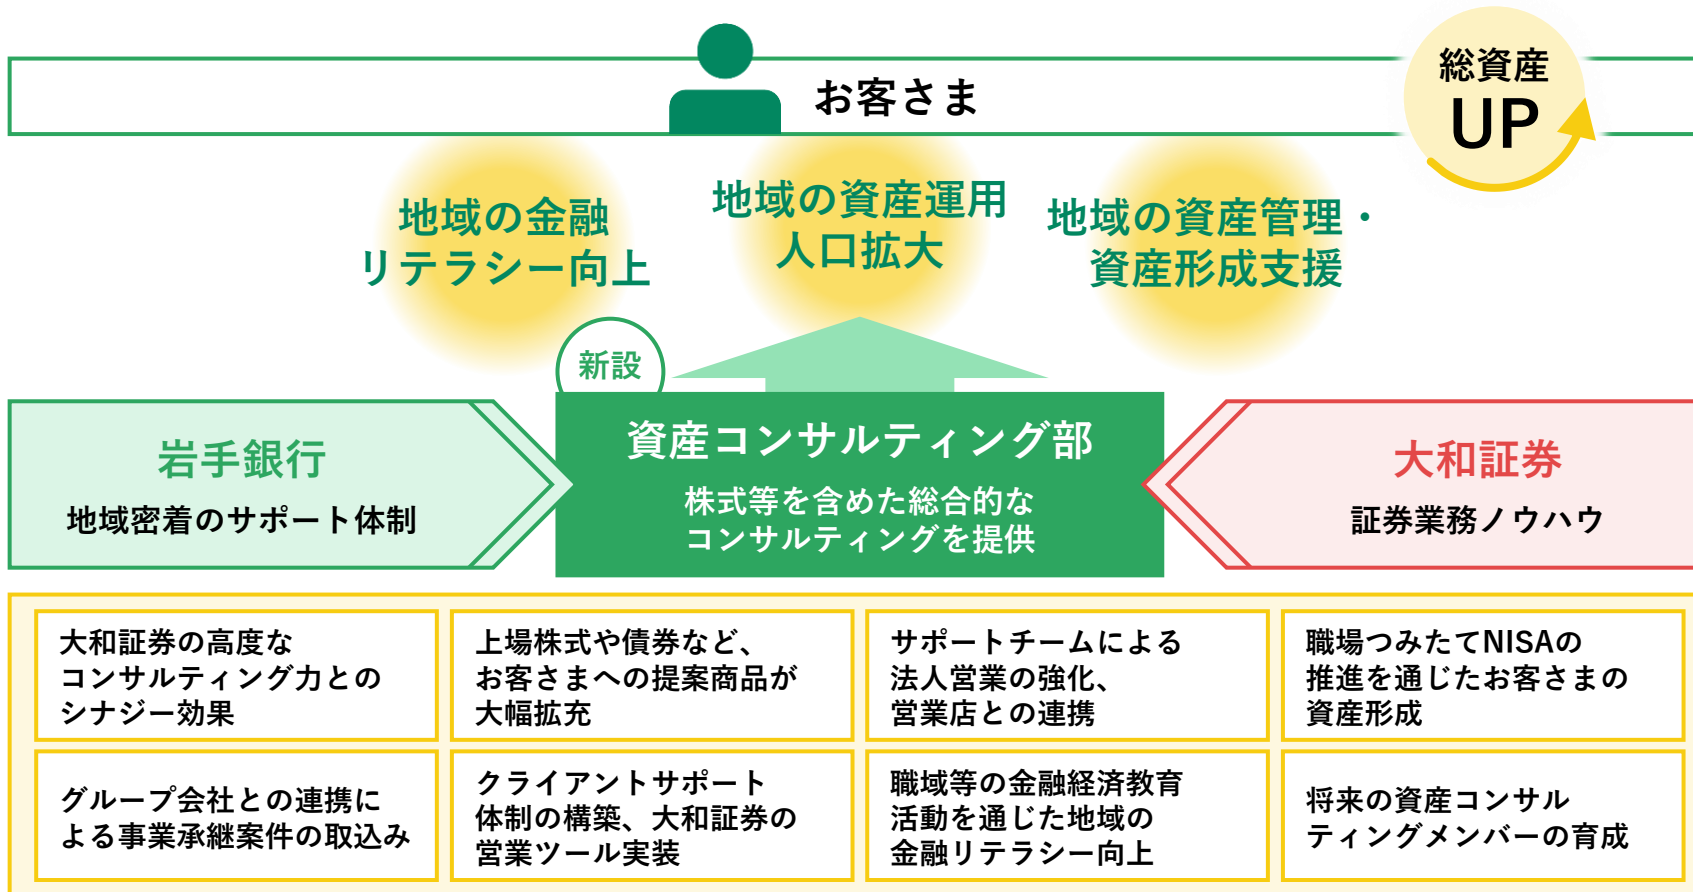 お客さま
総資産
UP
地域の金融
リテラシー向上
地域の資産運用
人口拡大
地域の資産管理・
資産形成支援
新設
岩手銀行
地域密着のサポート体制
資産コンサルティング部
株式等を含めた総合的な
コンサルティングを提供
大和証券
証券業務ノウハウ
大和証券の高度な
コンサルティング力との
シナジー効果
上場株式や債券など、
お客さまへの提案商品が
大幅拡充
サポートチームによる
法人営業の強化、
営業店との連携
職場つみたてNISAの
推進を通じたお客さまの
資産形成
グループ会社との連携に
よる事業承継案件の取込み
クライアントサポート
体制の構築、大和証券の
営業ツール実装
職域等の金融経済教育
活動を通じた地域の
金融リテラシー向上
将来の資産コンサル
ティングメンバーの育成